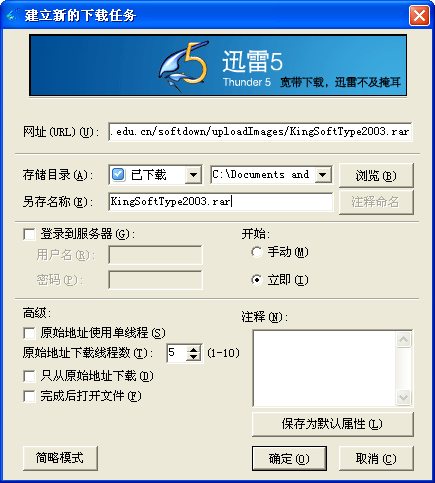 建立新的下载任务
5 迅雷5
Thunder 5 宽带下载，迅雷不及掩耳
网址(URL)(U): .edu.cn/softdown/uploadImages/KingSoftType2003.rar
存储目录(A): 已下载 C:\Documents and 浏览(B)
另存名称(E): KingSoftType2003.rar 注释命名
登录到服务器(G): 开始:
用户名(R): 手动(M)
密码(P): 立即(I)
高级: 注释(N):
原始地址使用单线程(S)
原始地址下载线程数(T): 5 (1-10)
只从原始地址下载(D)
完成后打开文件(F)
保存为默认属性(L)
简略模式 确定(O) 取消(C)